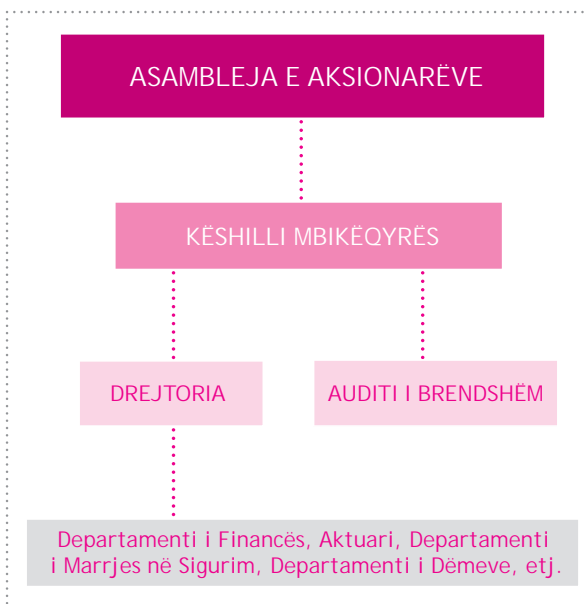 ASAMBLEJA E AKSIONARËVE
KËSHILLI MBIKËQYRËS
DREJTORIA
AUDITI I BRENDSHËM
Departamenti i Financës, Aktuari, Departamenti
i Marrjes në Sigurim, Departamenti i Dëmeve, etj.